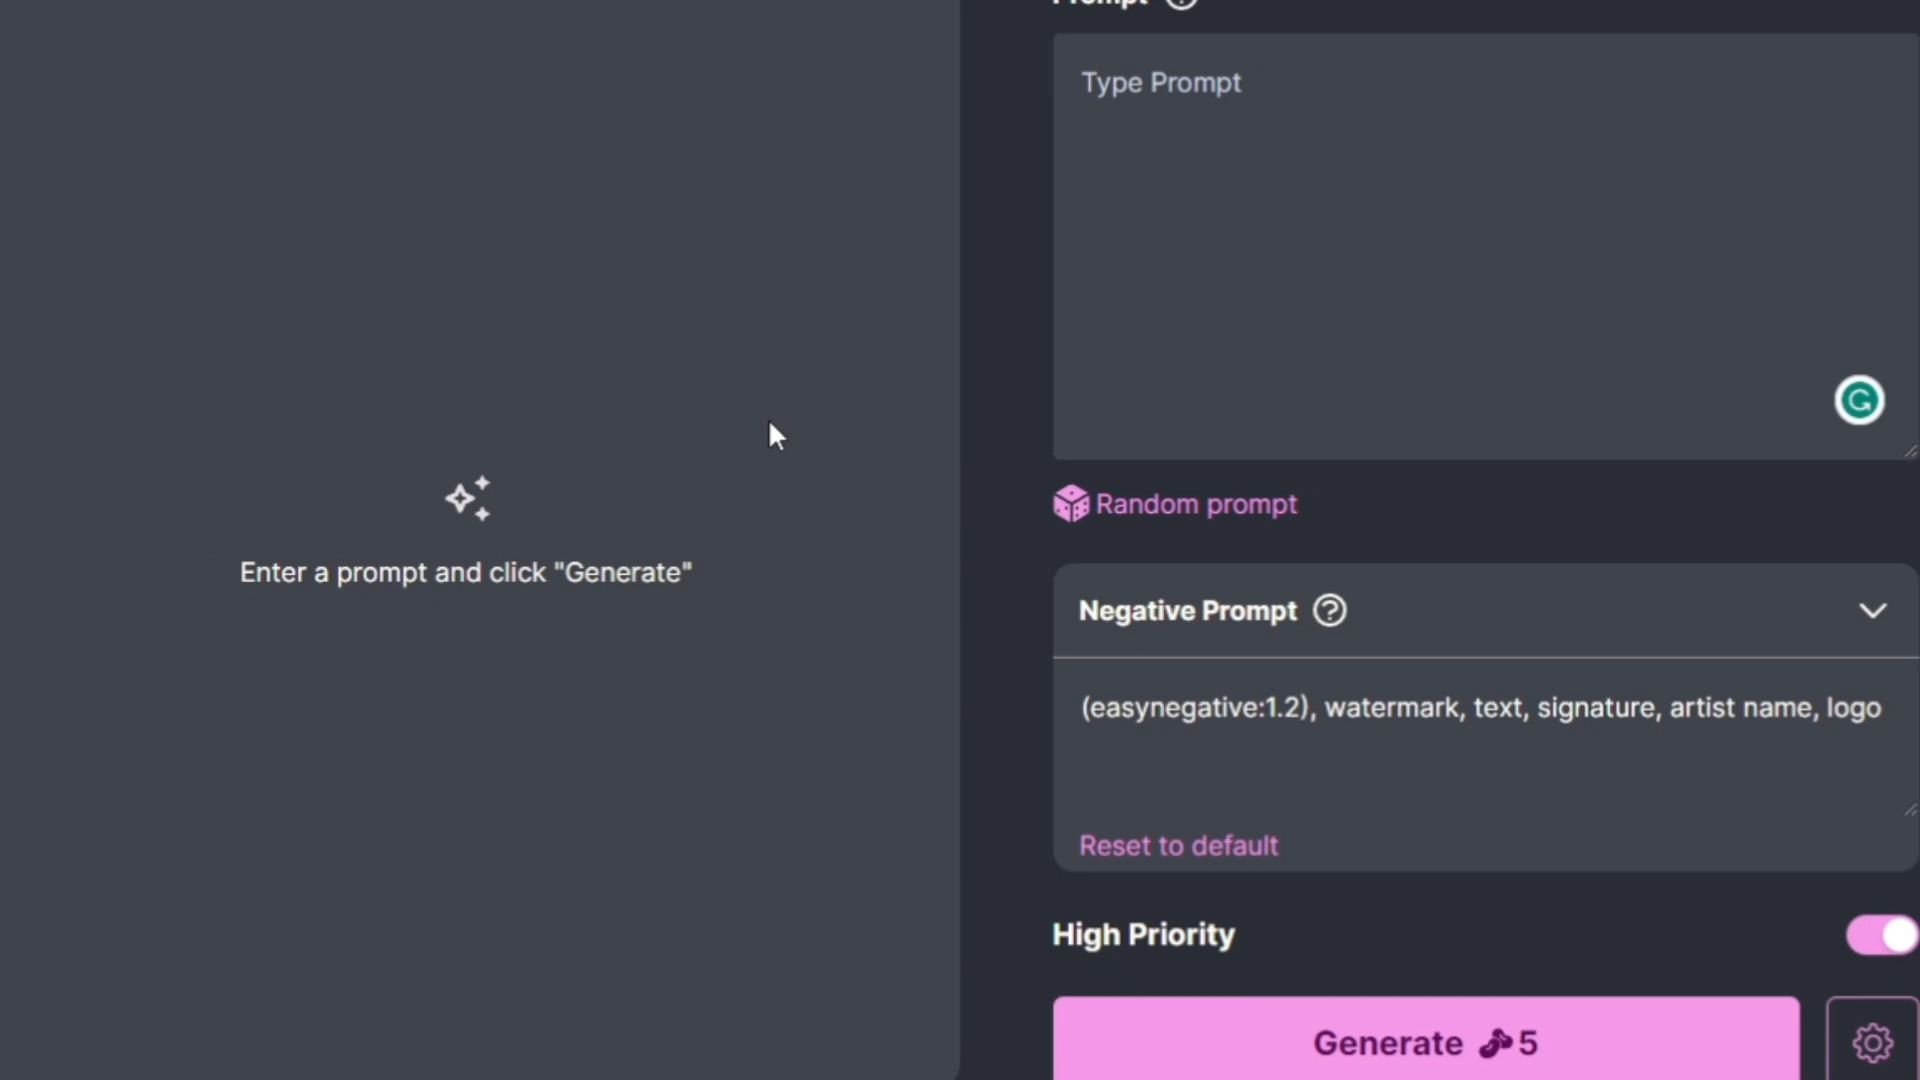 Prompt
Type Prompt
Random prompt
Enter a prompt and click "Generate"
Negative Prompt
(easynegative:1.2), watermark, text, signature, artist name, logo
Reset to default
High Priority
Generate 5